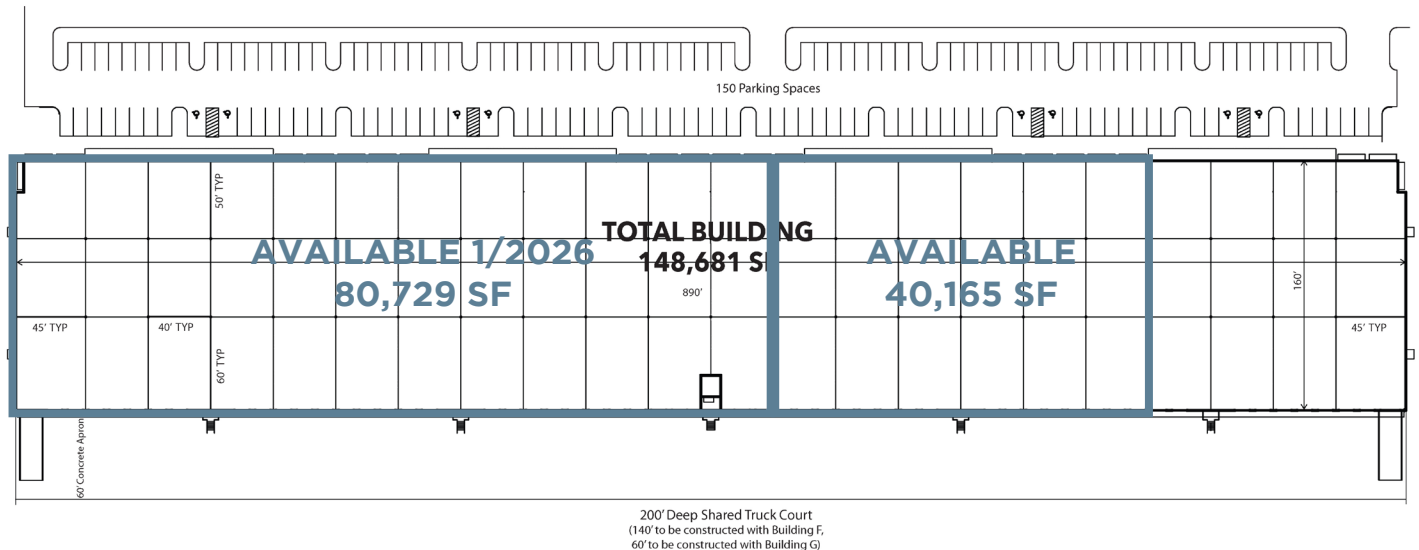 150 Parking Spaces
50' TYP
TOTAL BUILDING
148,681 SF
AVAILABLE 1/2026
80,729 SF
AVAILABLE
40,165 SF
890'
160'
45' TYP
40' TYP
60' TYP
45' TYP
60' Concrete Apron
200' Deep Shared Truck Court
(140' to be constructed with Building F,
60' to be constructed with Building G)